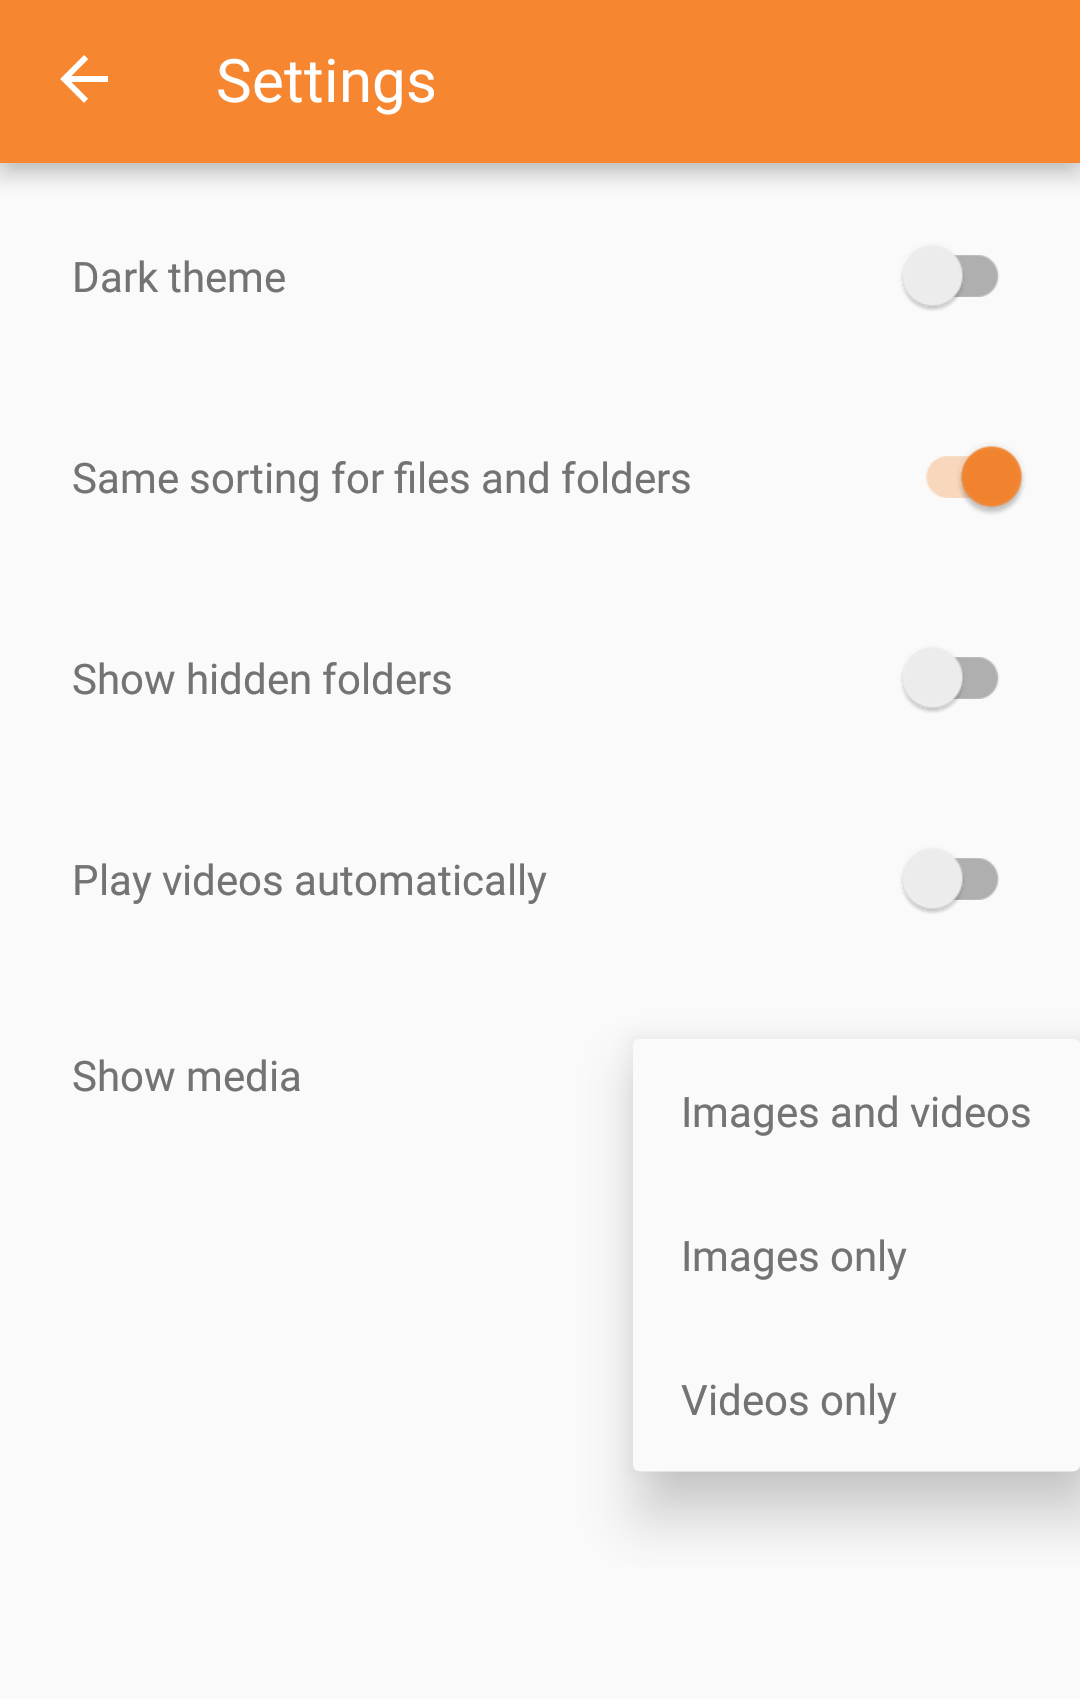 Settings
Dark theme
Same sorting for files and folders
Show hidden folders
Play videos automatically
Show media
Images and videos
Images only
Videos only